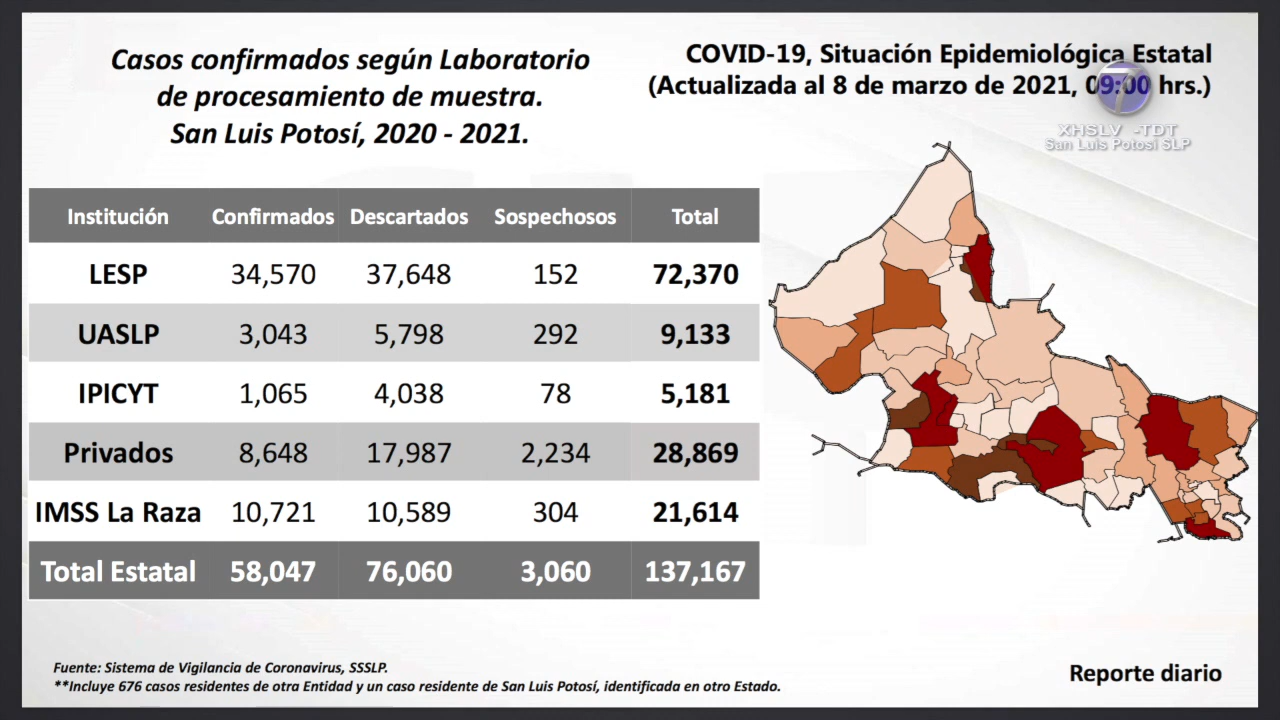 Casos confirmados según Laboratorio
de procesamiento de muestra.
San Luis Potosí, 2020 - 2021.
COVID-19, Situación Epidemiológica Estatal
(Actualizada al 8 de marzo de 2021, 09:00 hrs.)
7
XHSLV -TDT
San Luis Potosí SLP
Institución Confirmados Descartados Sospechosos Total
LESP 34,570 37,648 152 72,370
UASLP 3,043 5,798 292 9,133
IPICYT 1,065 4,038 78 5,181
Privados 8,648 17,987 2,234 28,869
IMSS La Raza 10,721 10,589 304 21,614
Total Estatal 58,047 76,060 3,060 137,167
Fuente: Sistema de Vigilancia de Coronavirus, SSSLP.
**Incluye 676 casos residentes de otra Entidad y un caso residente de San Luis Potosí, identificada en otro Estado.
Reporte diario